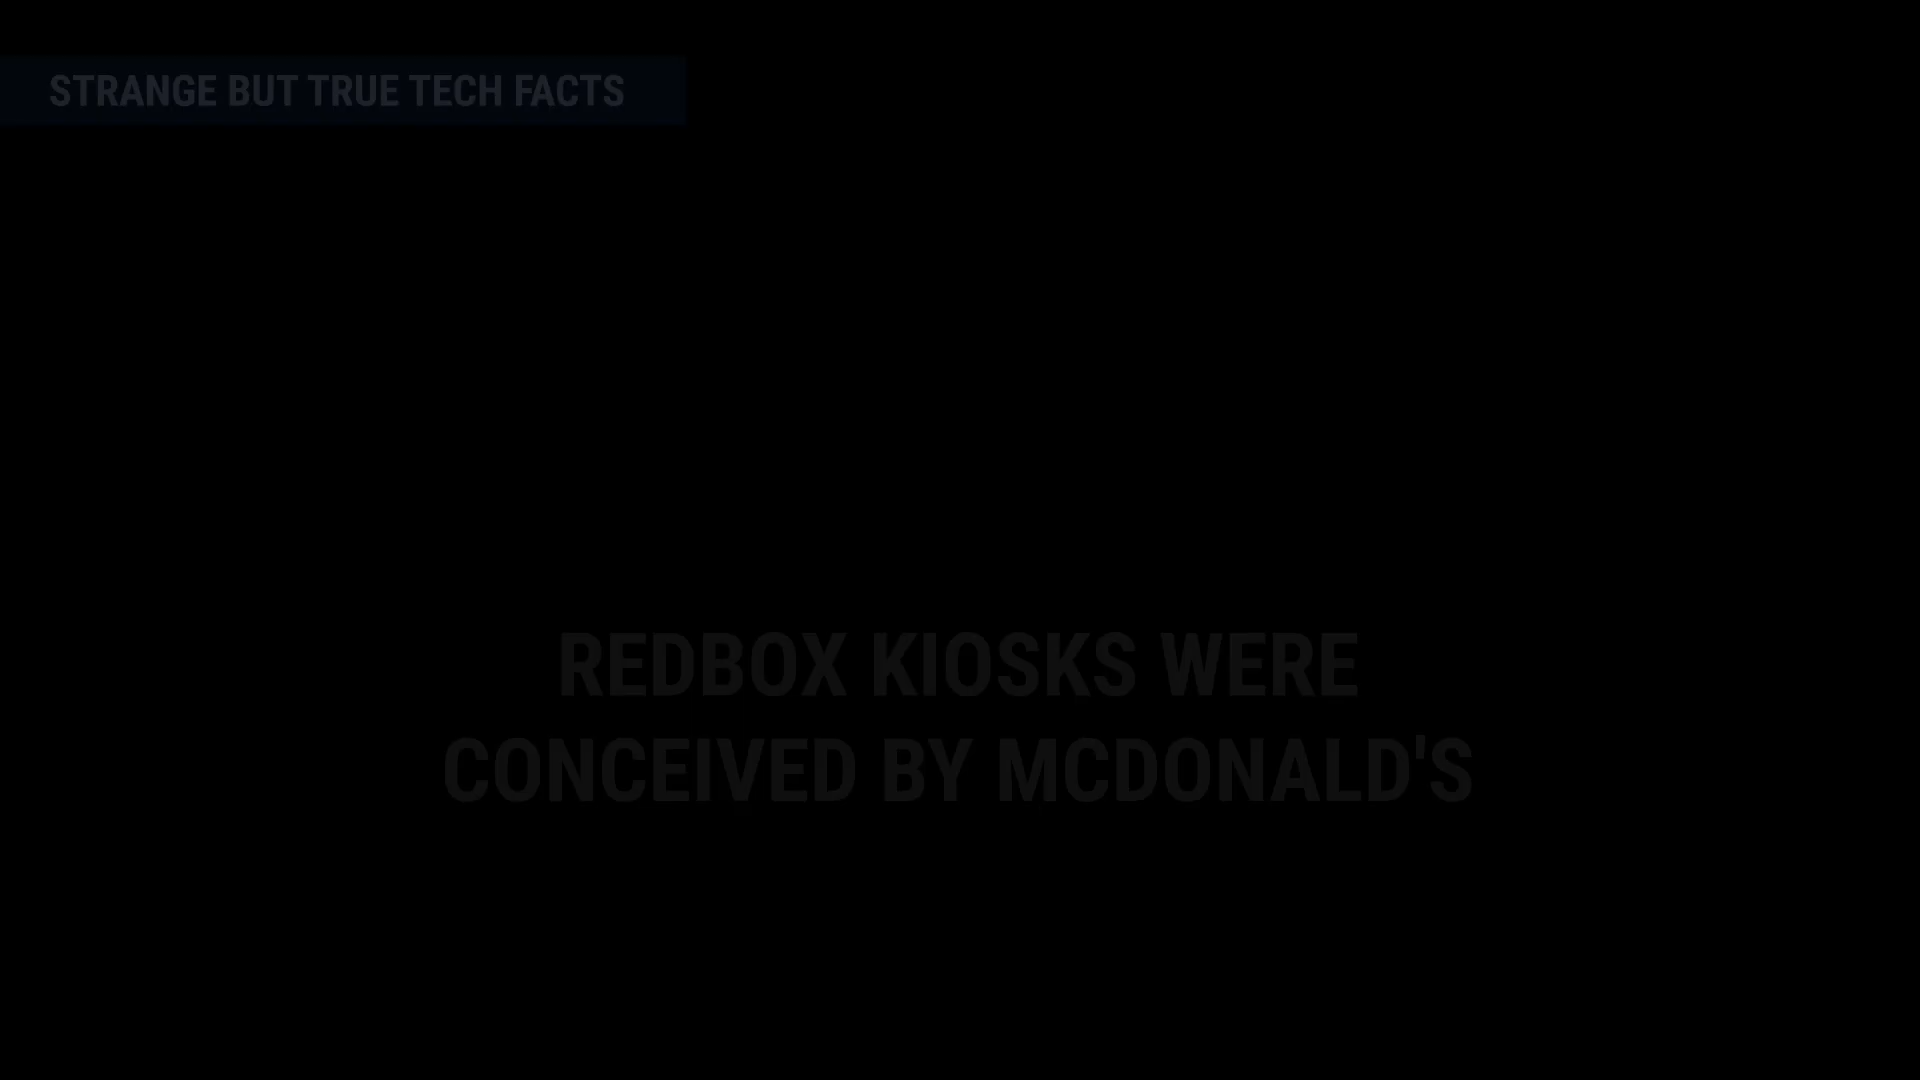 STRANGE BUT TRUE TECH FACTS
REDBOX KIOSKS WERE
CONCEIVED BY MCDONALD'S